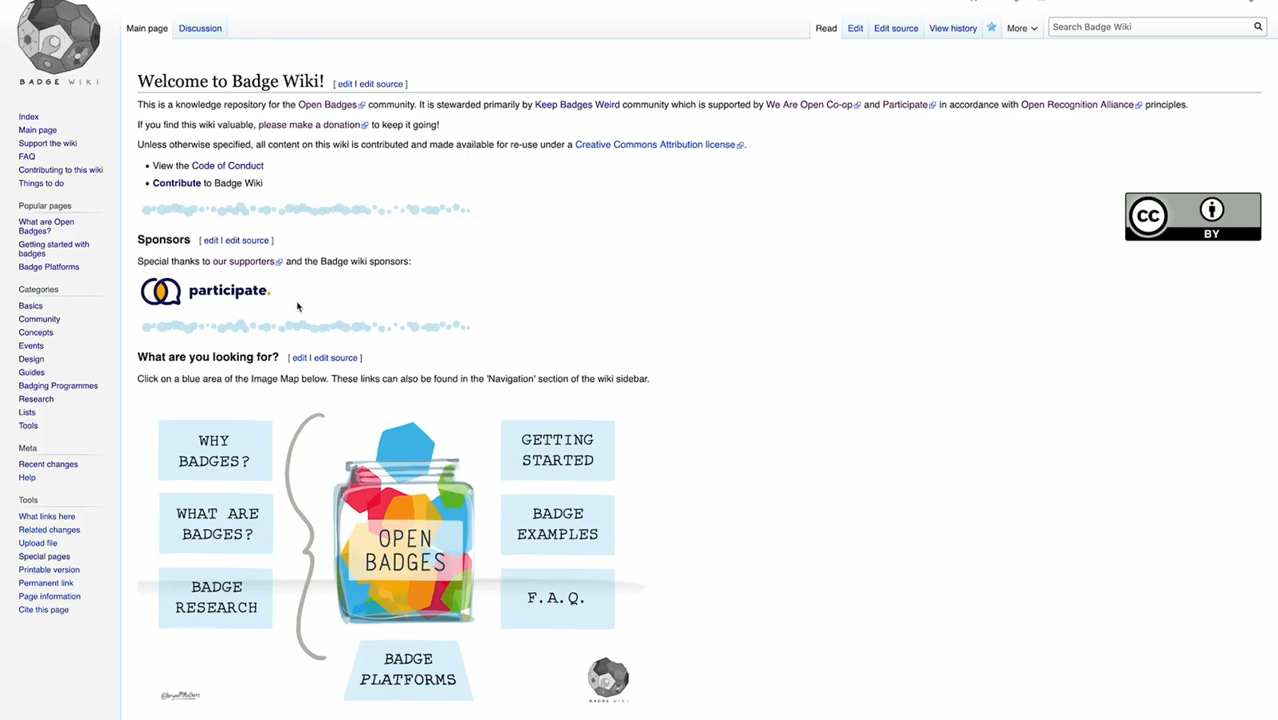 Main page
Discussion
Read
Edit
Edit source
View history
More
Search Badge Wiki
BADGE WIKI
Index
Main page
Support the wiki
FAQ
Contributing to this wiki
Things to do
Popular pages
What are Open
Badges?
Getting started with
badges
Badge Platforms
Categories
Basics
Community
Concepts
Events
Design
Guides
Badging Programmes
Research
Lists
Tools
Meta
Recent changes
Help
Tools
What links here
Related changes
Upload file
Special pages
Printable version
Permanent link
Page information
Cite this page
Welcome to Badge Wiki! [ edit | edit source ]
This is a knowledge repository for the Open Badges community. It is stewarded primarily by Keep Badges Weird community which is supported by We Are Open Co-op and Participate in accordance with Open Recognition Alliance principles.
If you find this wiki valuable, please make a donation to keep it going!
Unless otherwise specified, all content on this wiki is contributed and made available for re-use under a Creative Commons Attribution license.
• View the Code of Conduct
• Contribute to Badge Wiki
CC
BY
Sponsors [ edit | edit source ]
Special thanks to our supporters and the Badge wiki sponsors:
participate.
What are you looking for? [ edit | edit source ]
Click on a blue area of the Image Map below. These links can also be found in the 'Navigation' section of the wiki sidebar.
WHY
BADGES?
WHAT ARE
BADGES?
BADGE
RESEARCH
OPEN
BADGES
GETTING
STARTED
BADGE
EXAMPLES
F.A.Q.
BADGE
PLATFORMS
@bryanMMathers
BADGE WIKI